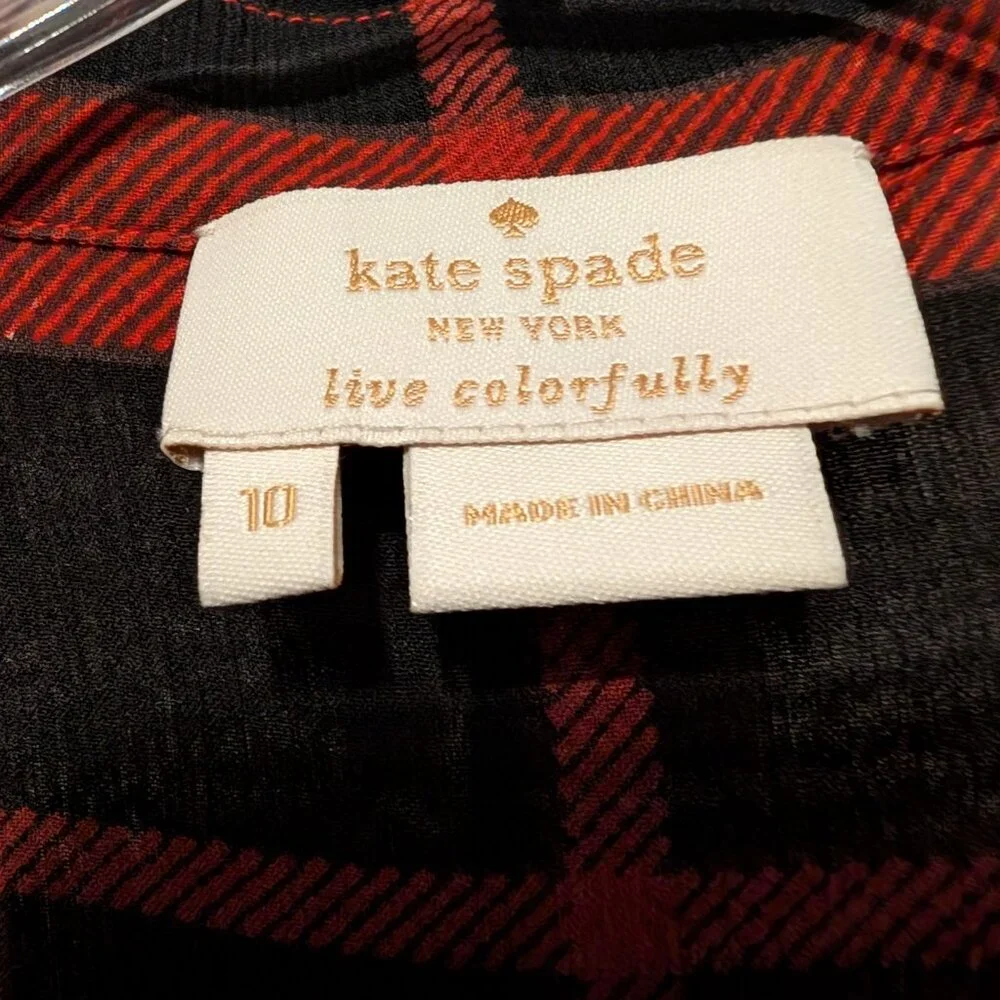 kate spade
NEW YORK
live colorfully
10
MADE IN CHINA